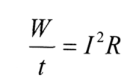 W/t = I²R